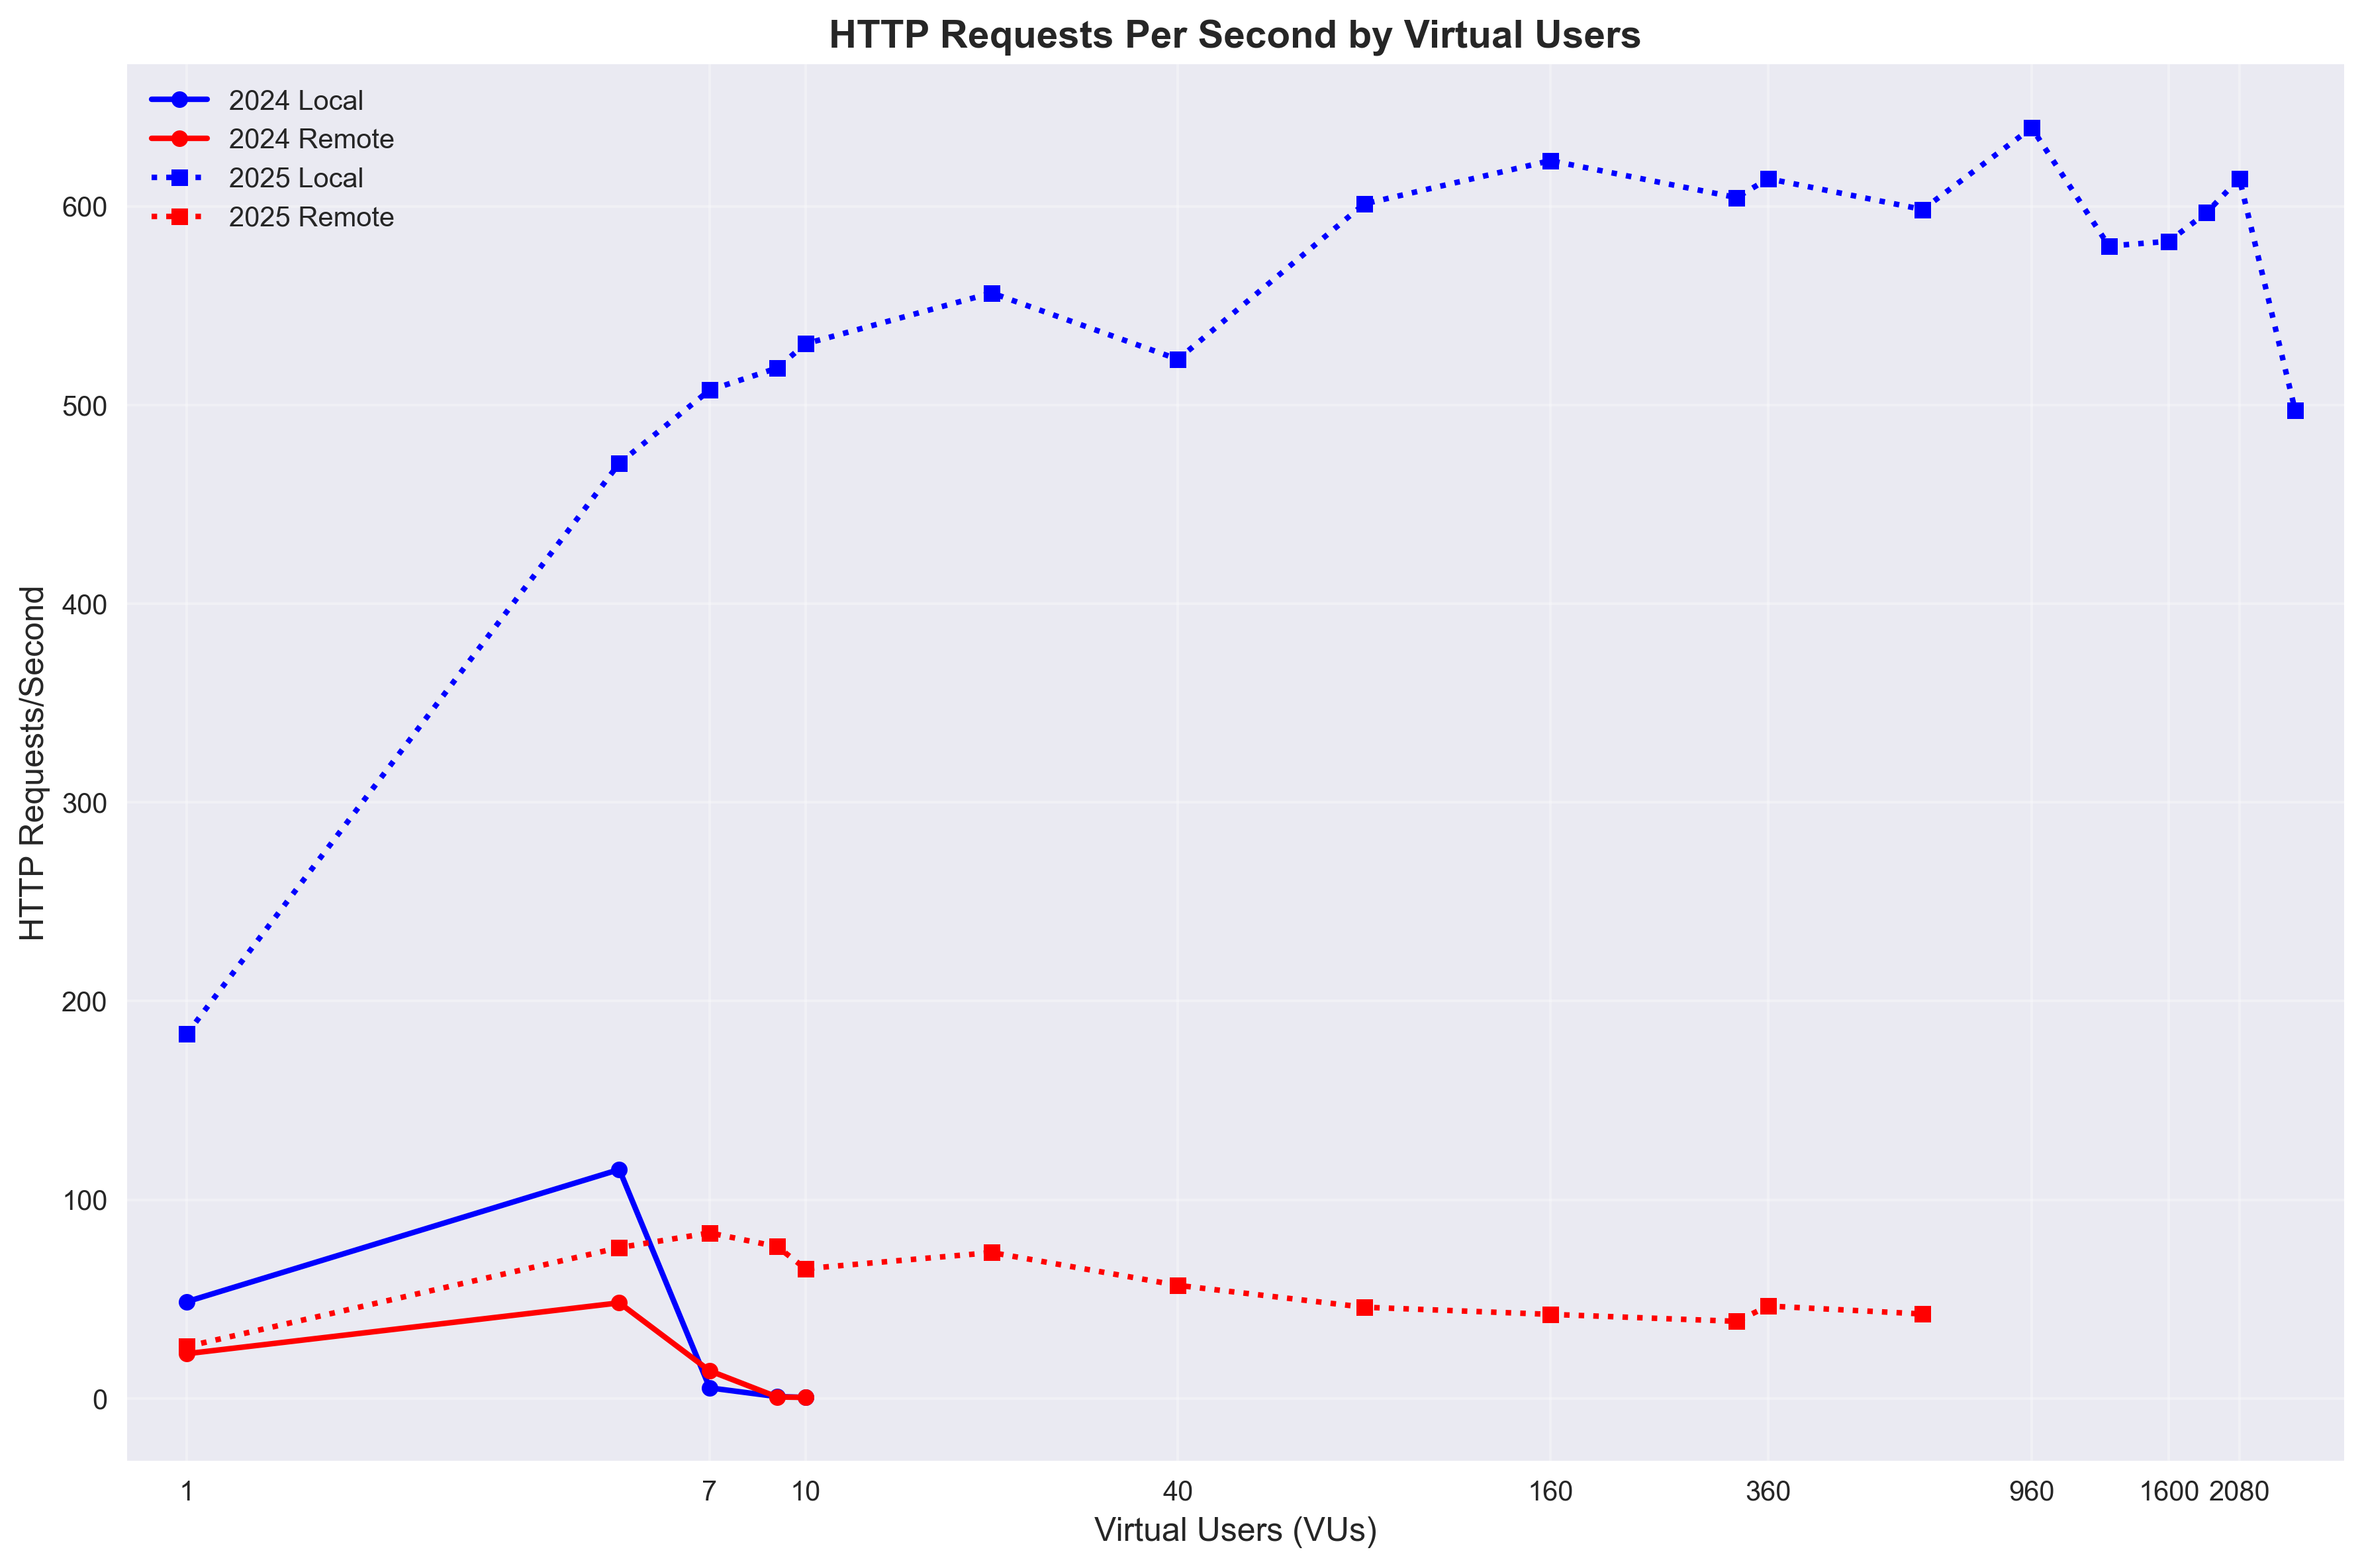 HTTP Requests Per Second by Virtual Users
2024 Local
2024 Remote
2025 Local
2025 Remote
HTTP Requests/Second
600
500
400
300
200
100
0
1 7 10 40 160 360 960 1600 2080
Virtual Users (VUs)